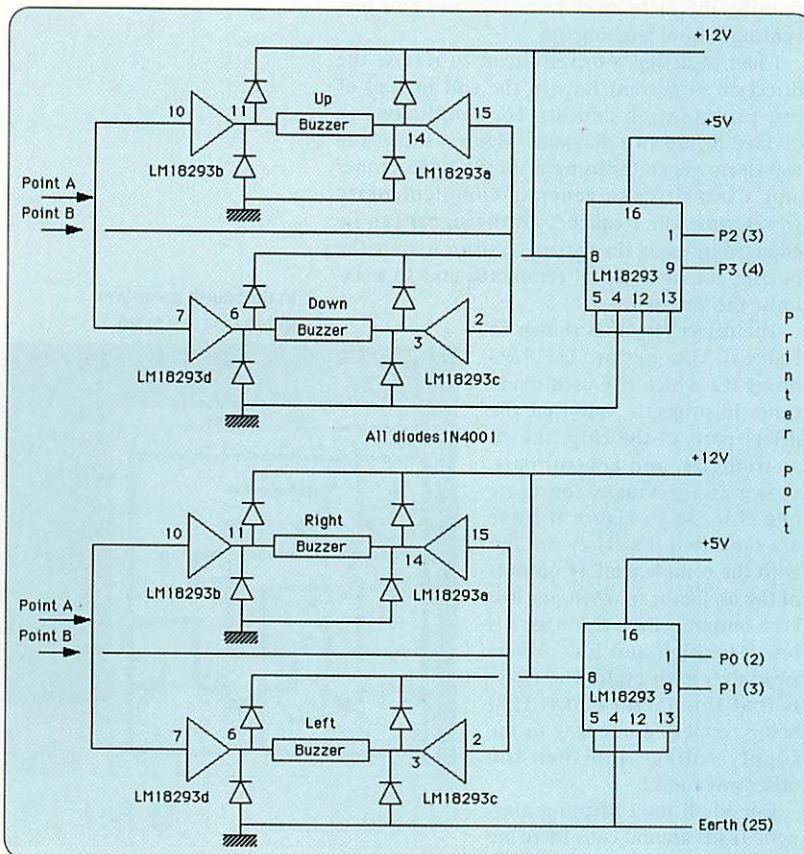 +12V
10
11
Up
Buzzer
14
15
LM18293b
LM18293a
+5V
16
Point A
Point B
1
P2 (3)
8
9
P3 (4)
LM18293
5 4 12 13
7
6
Down
Buzzer
3
2
LM18293d
LM18293c
All diodes 1N4001
Printer Port
+12V
10
11
Right
Buzzer
14
15
LM18293b
LM18293a
+5V
16
Point A
Point B
1
P0 (2)
8
9
P1 (3)
LM18293
5 4 12 13
7
6
Left
Buzzer
3
2
LM18293d
LM18293c
Earth (25)